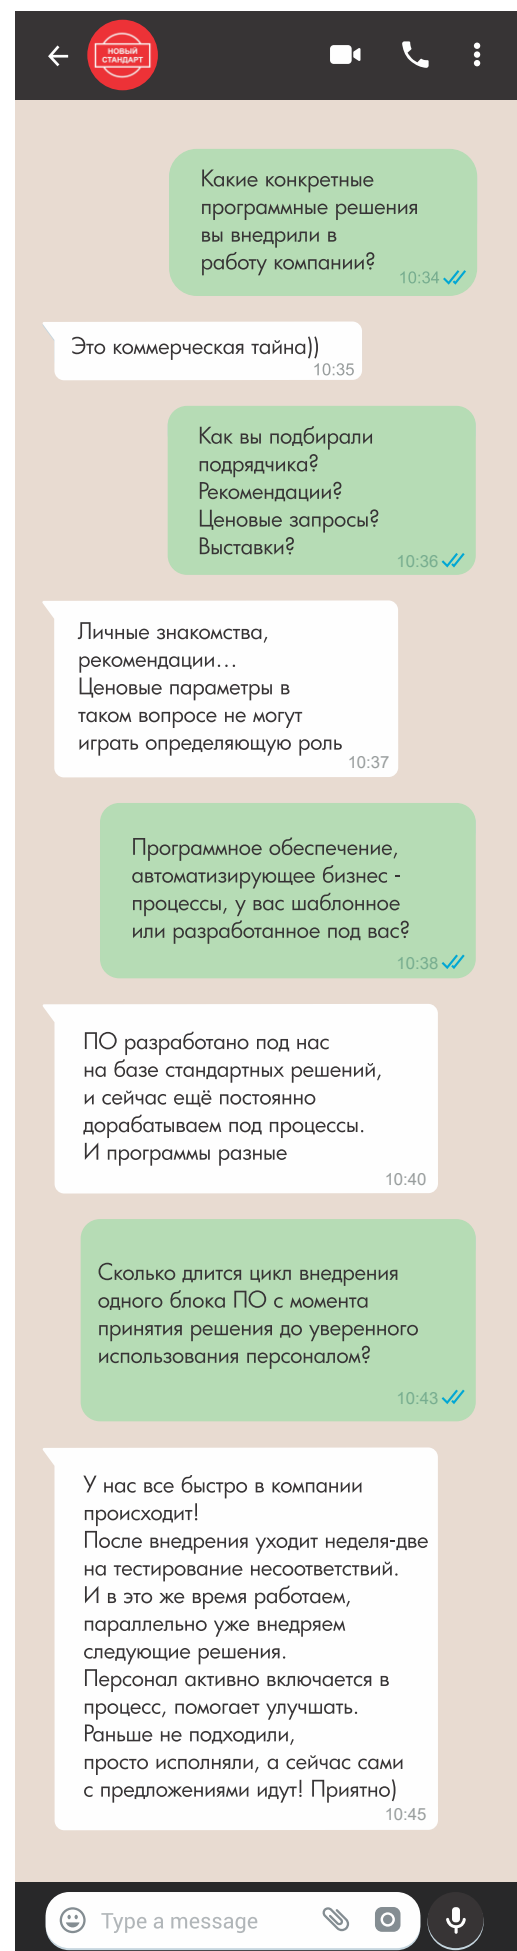 НОВЫЙ
СТАНДАРТ
Какие конкретные
программные решения
вы внедрили в
работу компании?
10:34
Это коммерческая тайна))
10:35
Как вы подбирали
подрядчика?
Рекомендации?
Ценовые запросы?
Выставки?
10:36
Личные знакомства,
рекомендации...
Ценовые параметры в
таком вопросе не могут
играть определяющую роль
10:37
Программное обеспечение,
автоматизирующее бизнес -
процессы, у вас шаблонное
или разработанное под вас?
10:38
ПО разработано под нас
на базе стандартных решений,
и сейчас ещё постоянно
дорабатываем под процессы.
И программы разные
10:40
Сколько длится цикл внедрения
одного блока ПО с момента
принятия решения до уверенного
использования персоналом?
10:43
У нас все быстро в компании
происходит!
После внедрения уходит неделя-две
на тестирование несоответствий.
И в это же время работаем,
параллельно уже внедряем
следующие решения.
Персонал активно включается в
процесс, помогает улучшать.
Раньше не подходили,
просто исполняли, а сейчас сами
с предложениями идут! Приятно)
10:45
Type a message